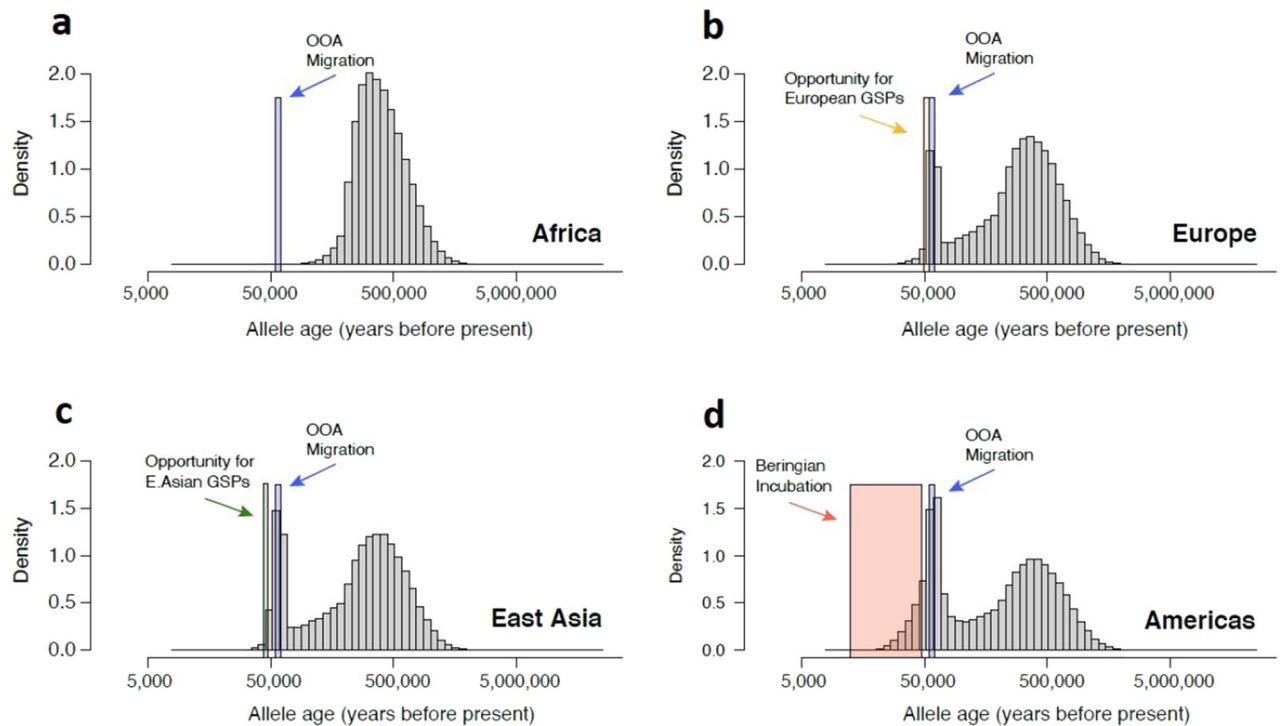 a
OOA
Migration
2.0
1.5
1.0
0.5
0.0
Density
Africa
5,000
50,000
500,000
5,000,000
Allele age (years before present)
b
OOA
Migration
Opportunity for
European GSPs
2.0
1.5
1.0
0.5
0.0
Density
Europe
5,000
50,000
500,000
5,000,000
Allele age (years before present)
c
OOA
Migration
Opportunity for
E.Asian GSPs
2.0
1.5
1.0
0.5
0.0
Density
East Asia
5,000
50,000
500,000
5,000,000
Allele age (years before present)
d
OOA
Migration
Beringian
Incubation
2.0
1.5
1.0
0.5
0.0
Density
Americas
5,000
50,000
500,000
5,000,000
Allele age (years before present)